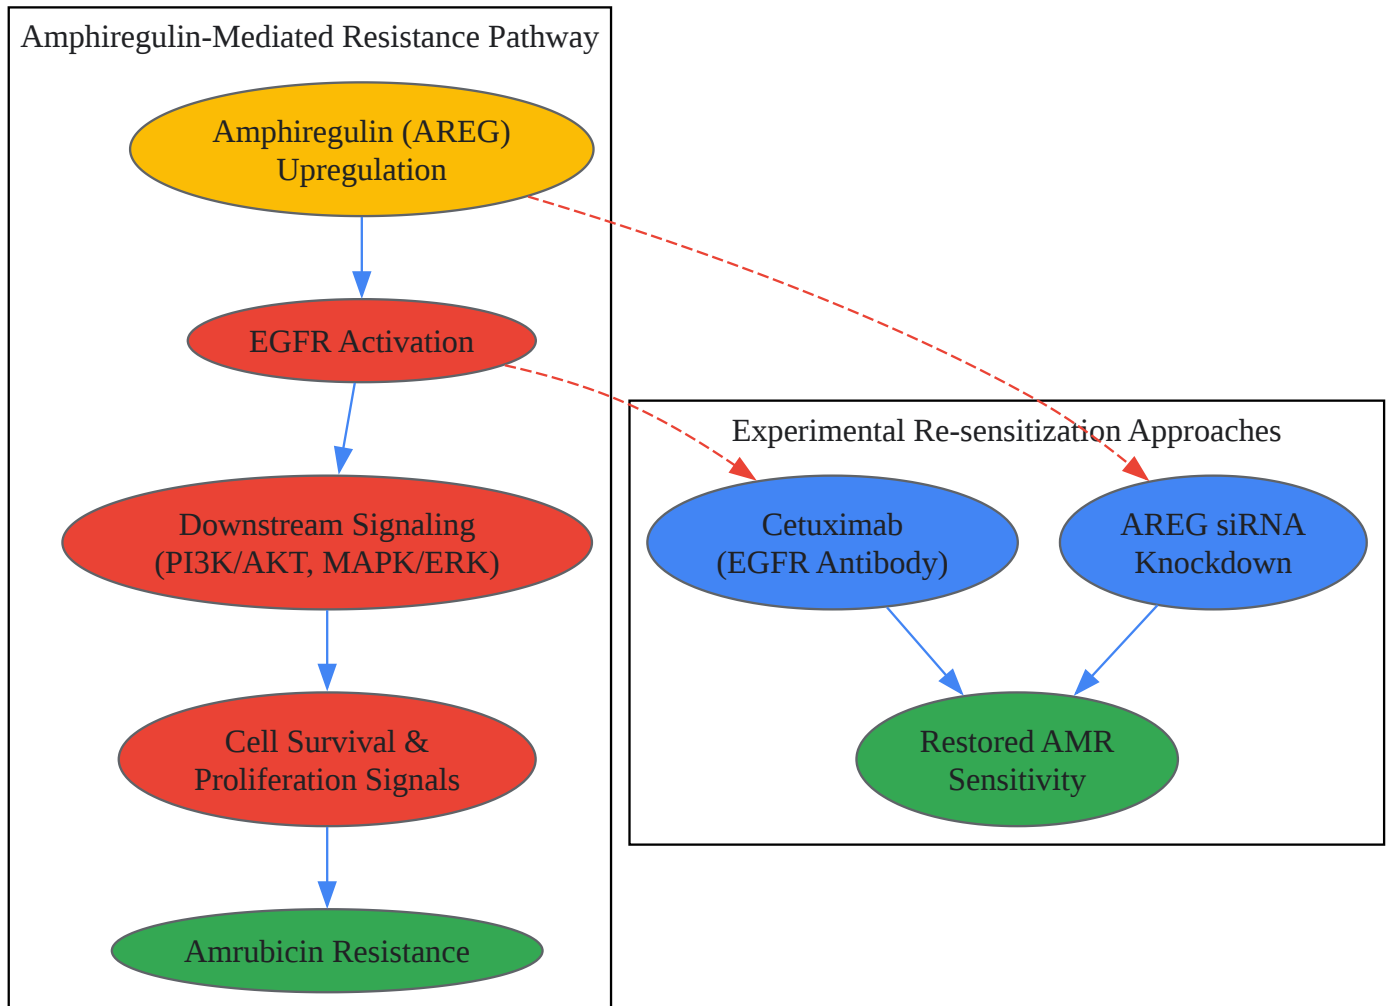 Amphiregulin-Mediated Resistance Pathway
Amphiregulin (AREG)
Upregulation
EGFR Activation
Downstream Signaling
(PI3K/AKT, MAPK/ERK)
Cell Survival &
Proliferation Signals
Amrubicin Resistance
Experimental Re-sensitization Approaches
Cetuximab
(EGFR Antibody)
AREG siRNA
Knockdown
Restored AMR
Sensitivity